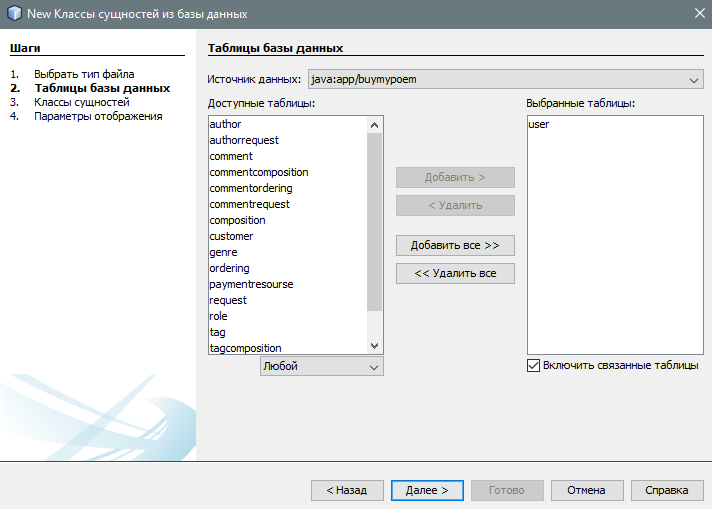 New Классы сущностей из базы данных
Шаги
1. Выбрать тип файла
2. Таблицы базы данных
3. Классы сущностей
4. Параметры отображения
Таблицы базы данных
Источник данных: java:app/buymypoem
Доступные таблицы:
author
authorrequest
comment
commentcomposition
commentordering
commentrequest
composition
customer
genre
ordering
paymentresourse
request
role
tag
tagcomposition
Любой
Добавить >
< Удалить
Добавить все >>
<< Удалить все
Выбранные таблицы:
user
Включить связанные таблицы
< Назад
Далее >
Готово
Отмена
Справка